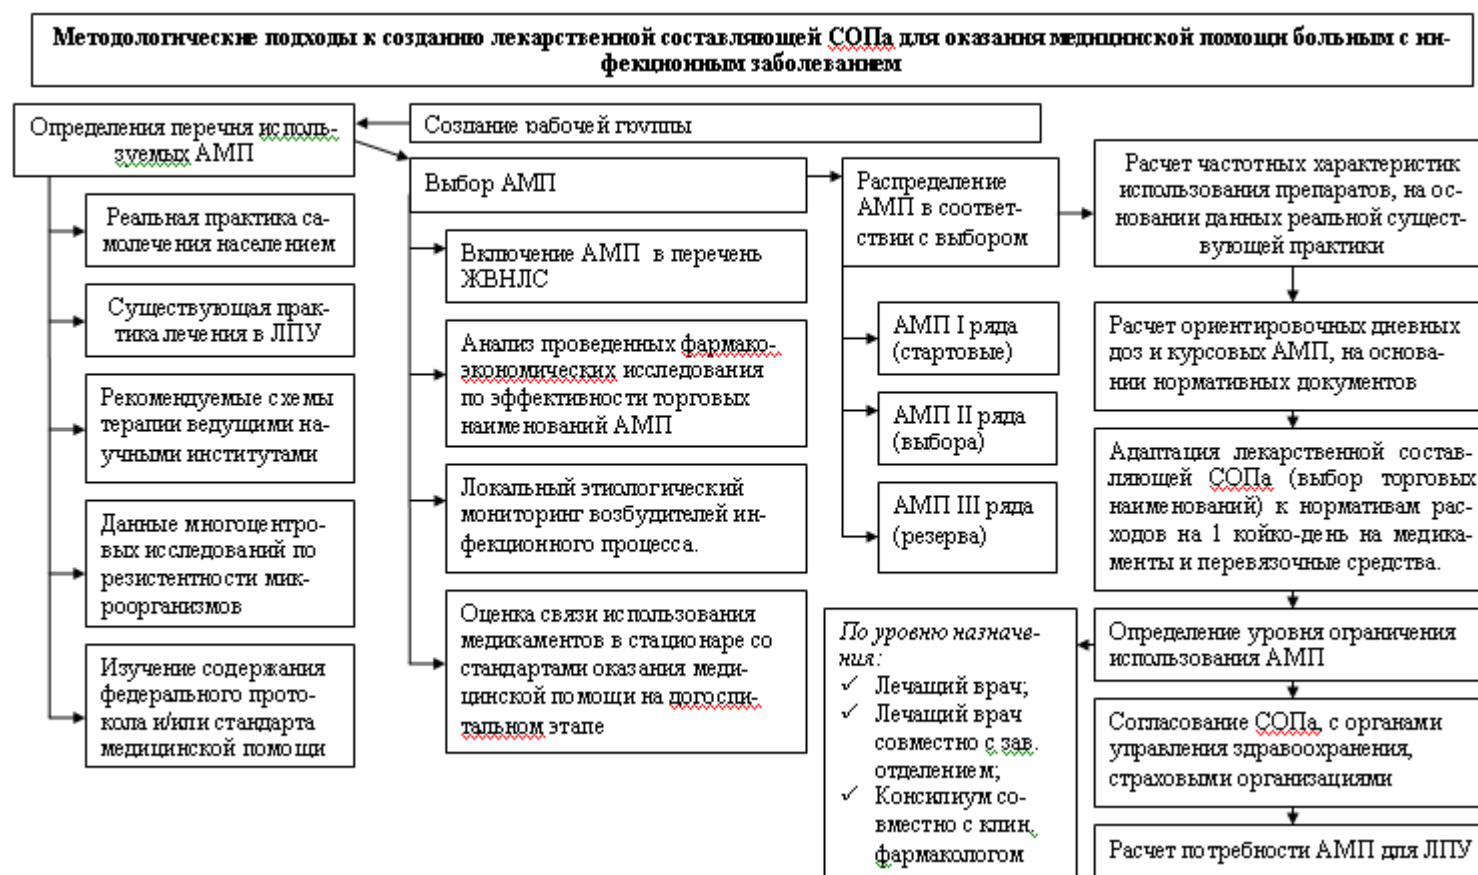 Методологические подходы к созданию лекарственной составляющей СОПа для оказания медицинской помощи больным с ин-
фекционным заболеванием
Создание рабочей группы
Определения перечня исполь-
зуемых АМП
Реальная практика са-
молечения населением
Существующая прак-
тика лечения в ЛПУ
Рекомендуемые схемы
терапии ведущими на-
учными институтами
Данные многоцентро-
вых исследований по
резистентности мик-
роорганизмов
Изучение содержания
федерального прото-
кола и/или стандарта
медицинской помощи
Выбор АМП
Включение АМП в перечень
ЖВНЛС
Анализ проведенных фармако-
экономических исследования
по эффективности торговых
наименований АМП
Локальный этиологический
мониторинг возбудителей ин-
фекционного процесса.
Оценка связи использования
медикаментов в стационаре со
стандартами оказания меди-
цинской помощи на догоспи-
тальном этапе
Распределение
АМП в соответ-
ствии с выбором
АМП I ряда
(стартовые)
АМП II ряда
(выбора)
АМП III ряда
(резерва)
Расчет частотных характеристик
использования препаратов, на ос-
новании данных реальной сущест-
вующей практики
Расчет ориентировочных дневных
доз и курсовых АМП, на основа-
нии нормативных документов
Адаптация лекарственной состав-
ляющей СОПа (выбор торговых
наименований) к нормативам рас-
ходов на 1 койко-день на медика-
менты и перевязочные средства.
Определение уровня ограничения
использования АМП
По уровню назначе-
ния:
✓ Лечащий врач;
✓ Лечащий врач
совместно с зав.
отделением;
✓ Консилиум со-
вместно с клин.
фармакологом
Согласование СОПа, с органами
управления здравоохранения,
страховыми организациями
Расчет потребности АМП для ЛПУ